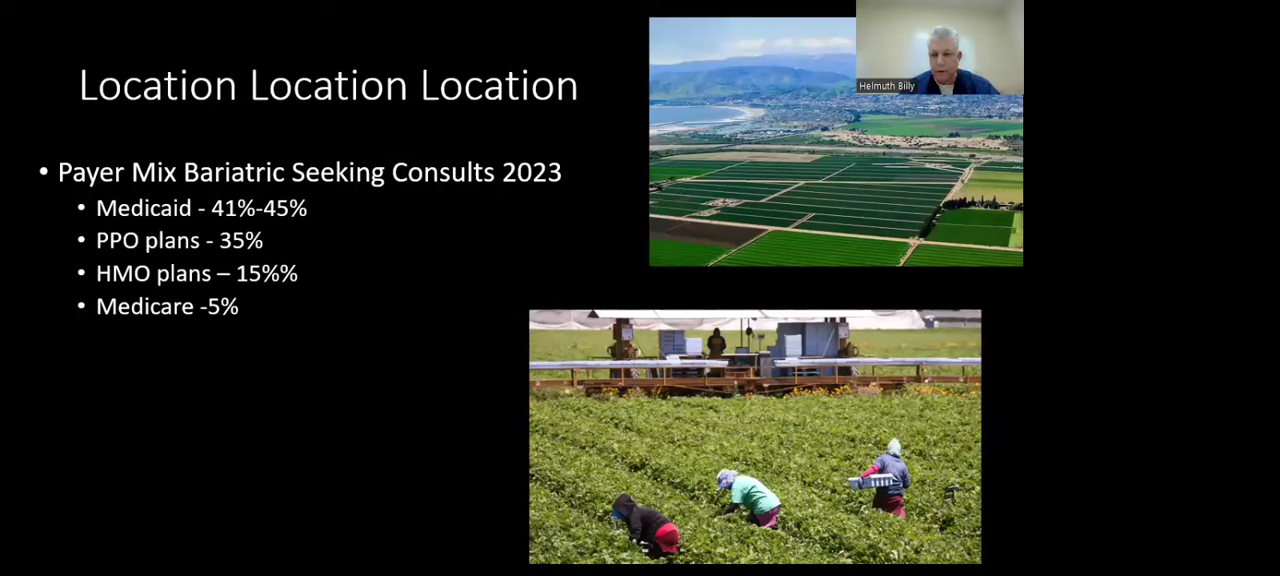 Helmuth Billy
Location Location Location
• Payer Mix Bariatric Seeking Consults 2023
• Medicaid - 41%-45%
• PPO plans - 35%
• HMO plans – 15%%
• Medicare -5%